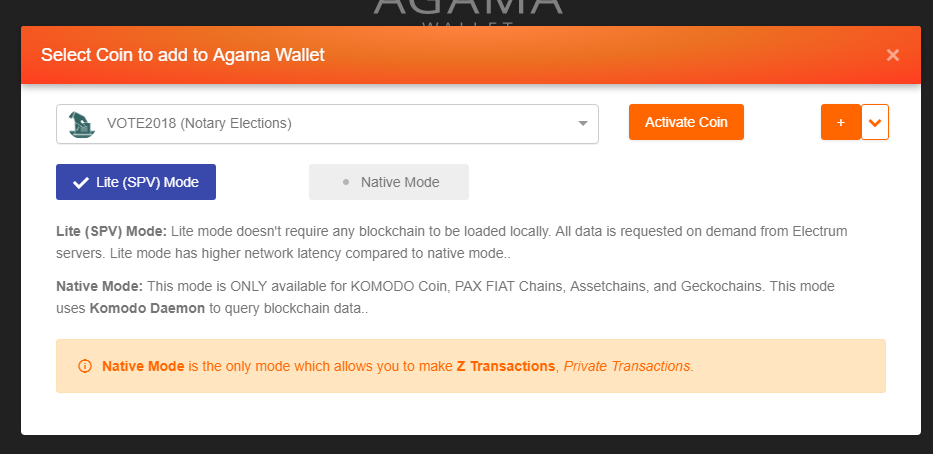 AGAMA
WALLET
Select Coin to add to Agama Wallet
×
VOTE2018 (Notary Elections)
Activate Coin
+
Lite (SPV) Mode
Native Mode
Lite (SPV) Mode: Lite mode doesn't require any blockchain to be loaded locally. All data is requested on demand from Electrum
servers. Lite mode has higher network latency compared to native mode..
Native Mode: This mode is ONLY available for KOMODO Coin, PAX FIAT Chains, Assetchains, and Geckochains. This mode
uses Komodo Daemon to query blockchain data..
Native Mode is the only mode which allows you to make Z Transactions, Private Transactions.